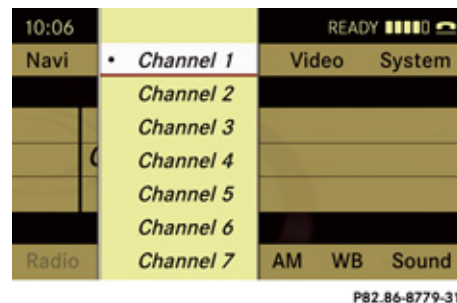 10:06 READY
Navi • Channel 1 Video System
Channel 2
Channel 3
Channel 4
Channel 5
Channel 6
Radio Channel 7 AM WB Sound
P82.86-8779-31